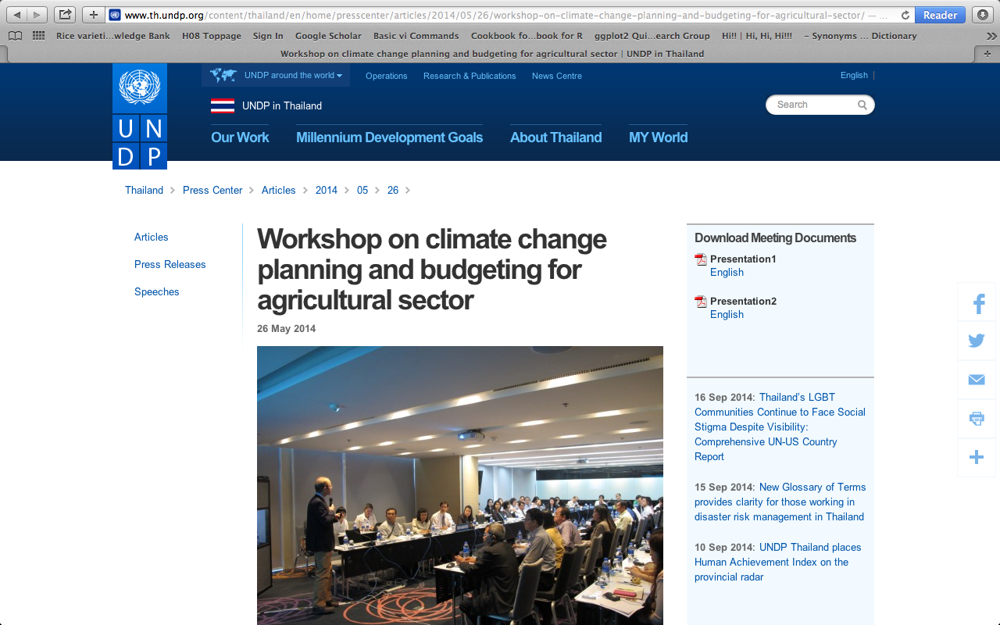 www.th.undp.org/content/thailand/en/home/presscenter/articles/2014/05/26/workshop-on-climate-change-planning-and-budgeting-for-agricultural-sector/ — ...
Reader
Rice varieti...wledge Bank H08 Toppage Sign In Google Scholar Basic vi Commands Cookbook fo...book for R ggplot2 Qui...earch Group Hi!! | Hi, Hi, Hi!!! - Synonyms ... Dictionary
Workshop on climate change planning and budgeting for agricultural sector | UNDP in Thailand
UNDP around the world Operations Research & Publications News Centre English |
U N
D P
UNDP in Thailand
Search
Our Work Millennium Development Goals About Thailand MY World
Thailand > Press Center > Articles > 2014 > 05 > 26 >
Articles
Press Releases
Speeches
Workshop on climate change
planning and budgeting for
agricultural sector
26 May 2014
Download Meeting Documents
Presentation1
English
Presentation2
English
16 Sep 2014: Thailand's LGBT
Communities Continue to Face Social
Stigma Despite Visibility:
Comprehensive UN-US Country
Report
15 Sep 2014: New Glossary of Terms
provides clarity for those working in
disaster risk management in Thailand
10 Sep 2014: UNDP Thailand places
Human Achievement Index on the
provincial radar